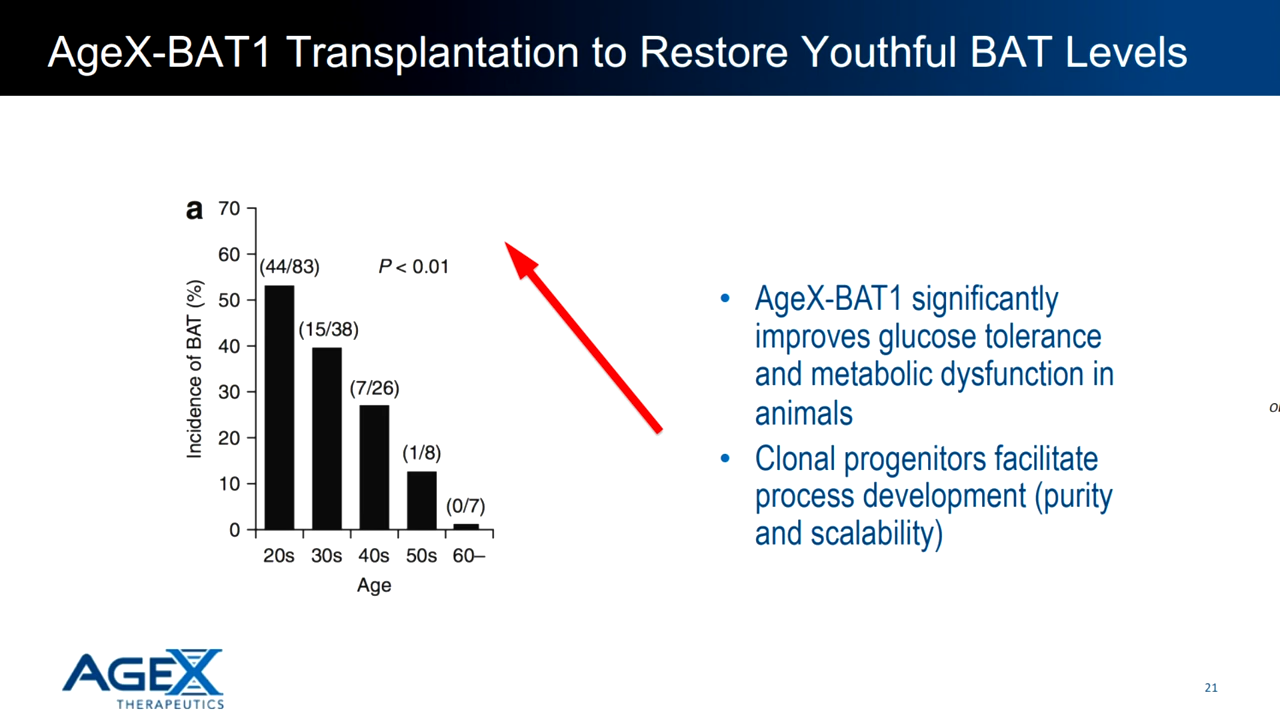 AgeX-BAT1 Transplantation to Restore Youthful BAT Levels
a
Incidence of BAT (%)
70
60
50
40
30
20
10
0
(44/83)
(15/38)
(7/26)
(1/8)
(0/7)
P < 0.01
20s 30s 40s 50s 60–
Age
• AgeX-BAT1 significantly
improves glucose tolerance
and metabolic dysfunction in
animals
• Clonal progenitors facilitate
process development (purity
and scalability)
AGEX
THERAPEUTICS
21